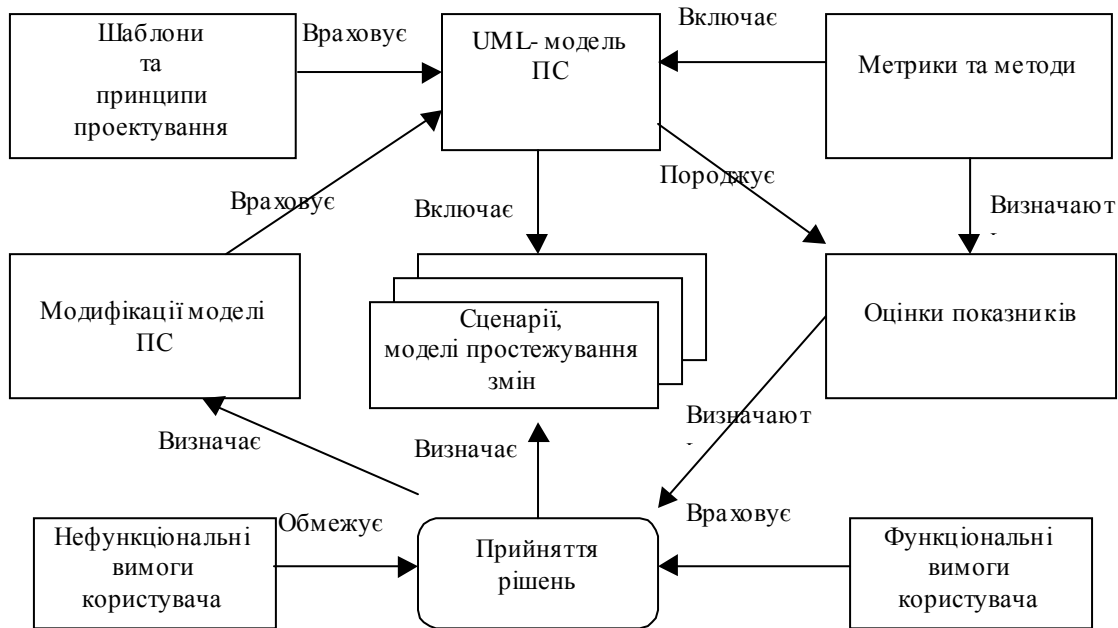 Шаблони
та
принципи
проектування
Враховує
UML- модель
ПС
Включає
Метрики та методи
Враховує
Включає
Породжує
Визначают
Модифікації моделі
ПС
Сценарії,
моделі простежування
змін
Оцінки показників
Визначає
Визначає
Визначают
Нефункціональні
вимоги
користувача
Обмежує
Прийняття
рішень
Враховує
Функціональні
вимоги
користувача